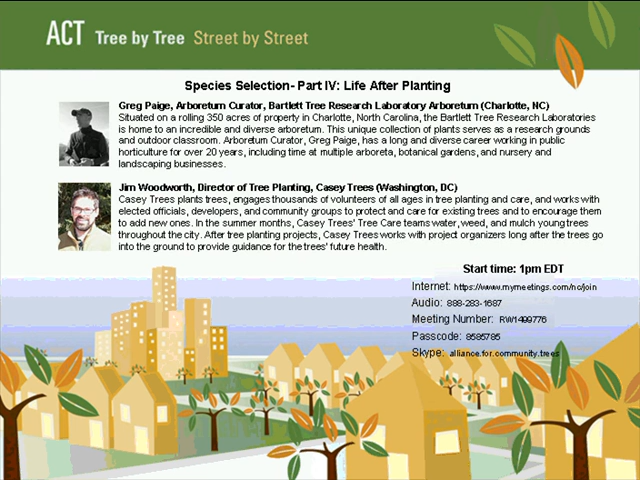 ACT Tree by Tree Street by Street
Species Selection- Part IV: Life After Planting
Greg Paige, Arboretum Curator, Bartlett Tree Research Laboratory Arboretum (Charlotte, NC)
Situated on a rolling 350 acres of property in Charlotte, North Carolina, the Bartlett Tree Research Laboratories
is home to an incredible and diverse arboretum. This unique collection of plants serves as a research grounds
and outdoor classroom. Arboretum Curator, Greg Paige, has a long and diverse career working in public
horticulture for over 20 years, including time at multiple arboreta, botanical gardens, and nursery and
landscaping businesses.
Jim Woodworth, Director of Tree Planting, Casey Trees (Washington, DC)
Casey Trees plants trees, engages thousands of volunteers of all ages in tree planting and care, and works with
elected officials, developers, and community groups to protect and care for existing trees and to encourage them
to add new ones. In the summer months, Casey Trees' Tree Care teams water, weed, and mulch young trees
throughout the city. After tree planting projects, Casey Trees works with project organizers long after the trees go
into the ground to provide guidance for the trees' future health.
Start time: 1pm EDT
Internet: https://www.mymeetings.com/nc/join
Audio: 888-283-1687
Meeting Number: RW1499776
Passcode: 8585785
Skype: alliance.for.community.trees